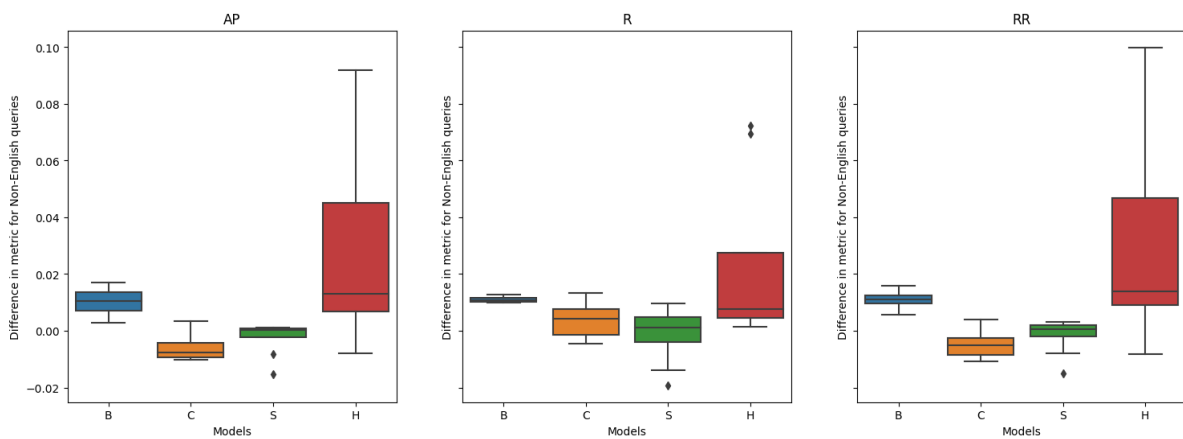 AP
Difference in metric for Non-English queries
0.10
0.08
0.06
0.04
0.02
0.00
−0.02
B C S H
Models
R
Difference in metric for Non-English queries
B C S H
Models
RR
Difference in metric for Non-English queries
B C S H
Models